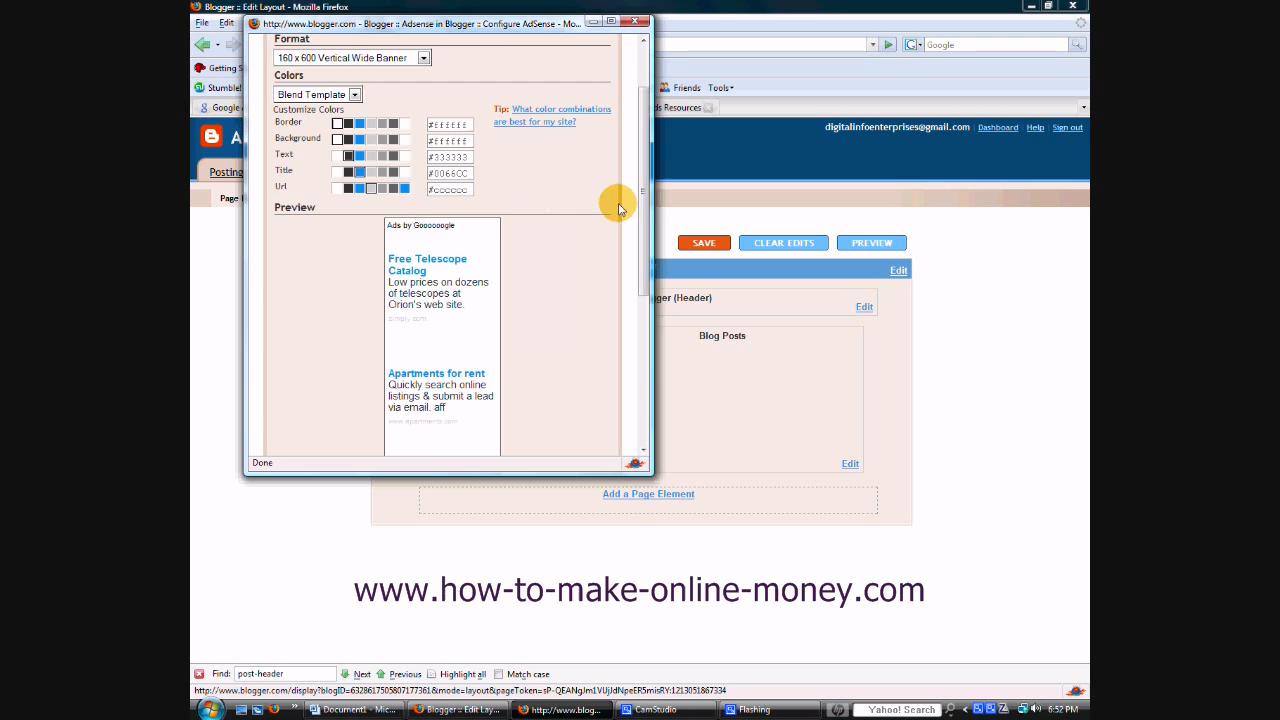 Blogger :: Edit Layout - Mozilla Firefox
http://www.blogger.com - Blogger :: Adsense in Blogger :: Configure AdSense - Mo...
File Edit
Google
Getting S
Stumble!
Friends Tools
Google A
ds Resources
digitalinfoenterprises@gmail.com Dashboard Help Sign out
Posting
Page
Format
160 x 600 Vertical Wide Banner
Colors
Blend Template
Customize Colors
Tip: What color combinations
are best for my site?
Border #ffffff
Background #ffffff
Text #333333
Title #0066CC
Url #cccccc
Preview
Ads by Goooooogle
Free Telescope
Catalog
Low prices on dozens
of telescopes at
Orion's web site.
zimply.com
Apartments for rent
Quickly search online
listings & submit a lead
via email. aff
www.apartments.com
Done
SAVE CLEAR EDITS PREVIEW
Edit
gger (Header)
Edit
Blog Posts
Edit
Add a Page Element
www.how-to-make-online-money.com
Find: post-header Next Previous Highlight all Match case
http://www.blogger.com/display?blogID=6328617505807177361&mode=layout&pageToken=sP-QEANgJm1VUjJdNpeER5misRY:1213051867334
Document1 - Mic... Blogger :: Edit Lay... http://www.blog... CamStudio Flashing Yahoo! Search 6:52 PM